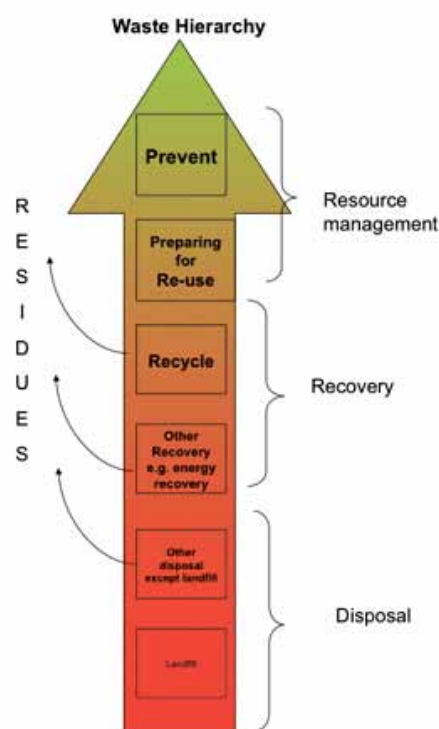 Waste Hierarchy
Prevent
Preparing
for
Re-use
Recycle
Other
Recovery
e.g. energy
recovery
Other
disposal
except landfill
Landfill
Resource
management
Recovery
Disposal
R
E
S
I
D
U
E
S